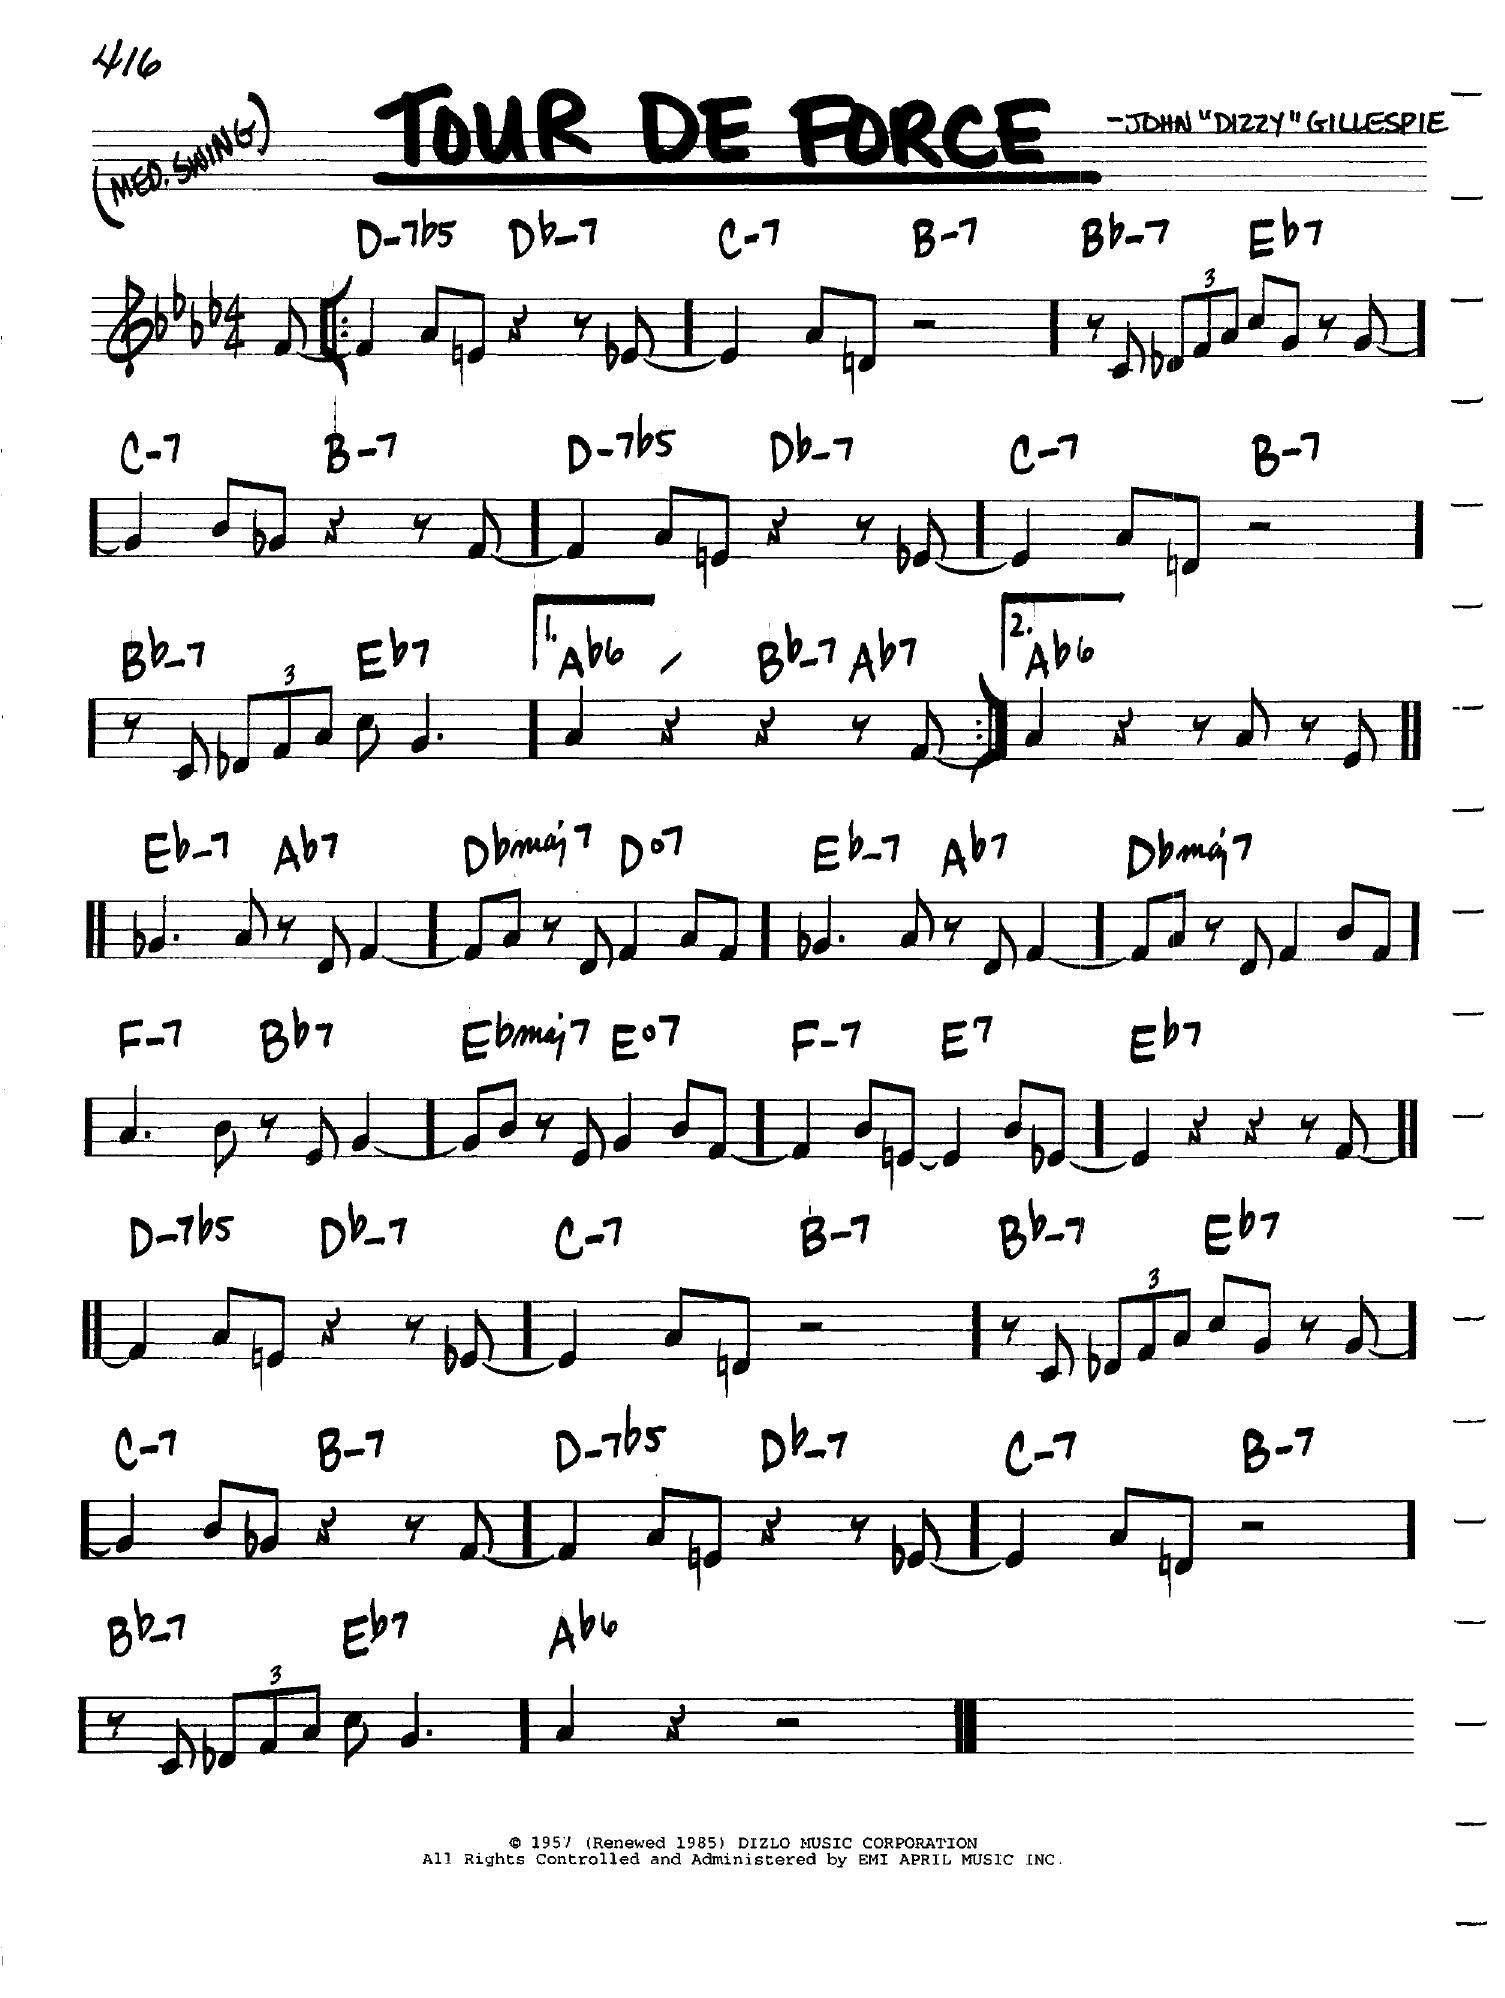 416
TOUR DE FORCE
-JOHN "DIZZY" GILLESPIE
(MED. SWING)
D-7b5 Db-7 C-7 B-7 Bb-7 Eb7
4 4 3
C-7 B-7 D-7b5 Db-7 C-7 B-7
1. 2.
Bb-7 Eb7 Ab6 / Bb-7 Ab7 Ab6
3
Eb-7 Ab7 Dbmaj7 Do7 Eb-7 Ab7 Dbmaj7
F-7 Bb7 Ebmaj7 Eo7 F-7 E7 Eb7
D-7b5 Db-7 C-7 B-7 Bb-7 Eb7
3
C-7 B-7 D-7b5 Db-7 C-7 B-7
Bb-7 Eb7 Ab6
3
© 1957 (Renewed 1985) DIZLO MUSIC CORPORATION
All Rights Controlled and Administered by EMI APRIL MUSIC INC.